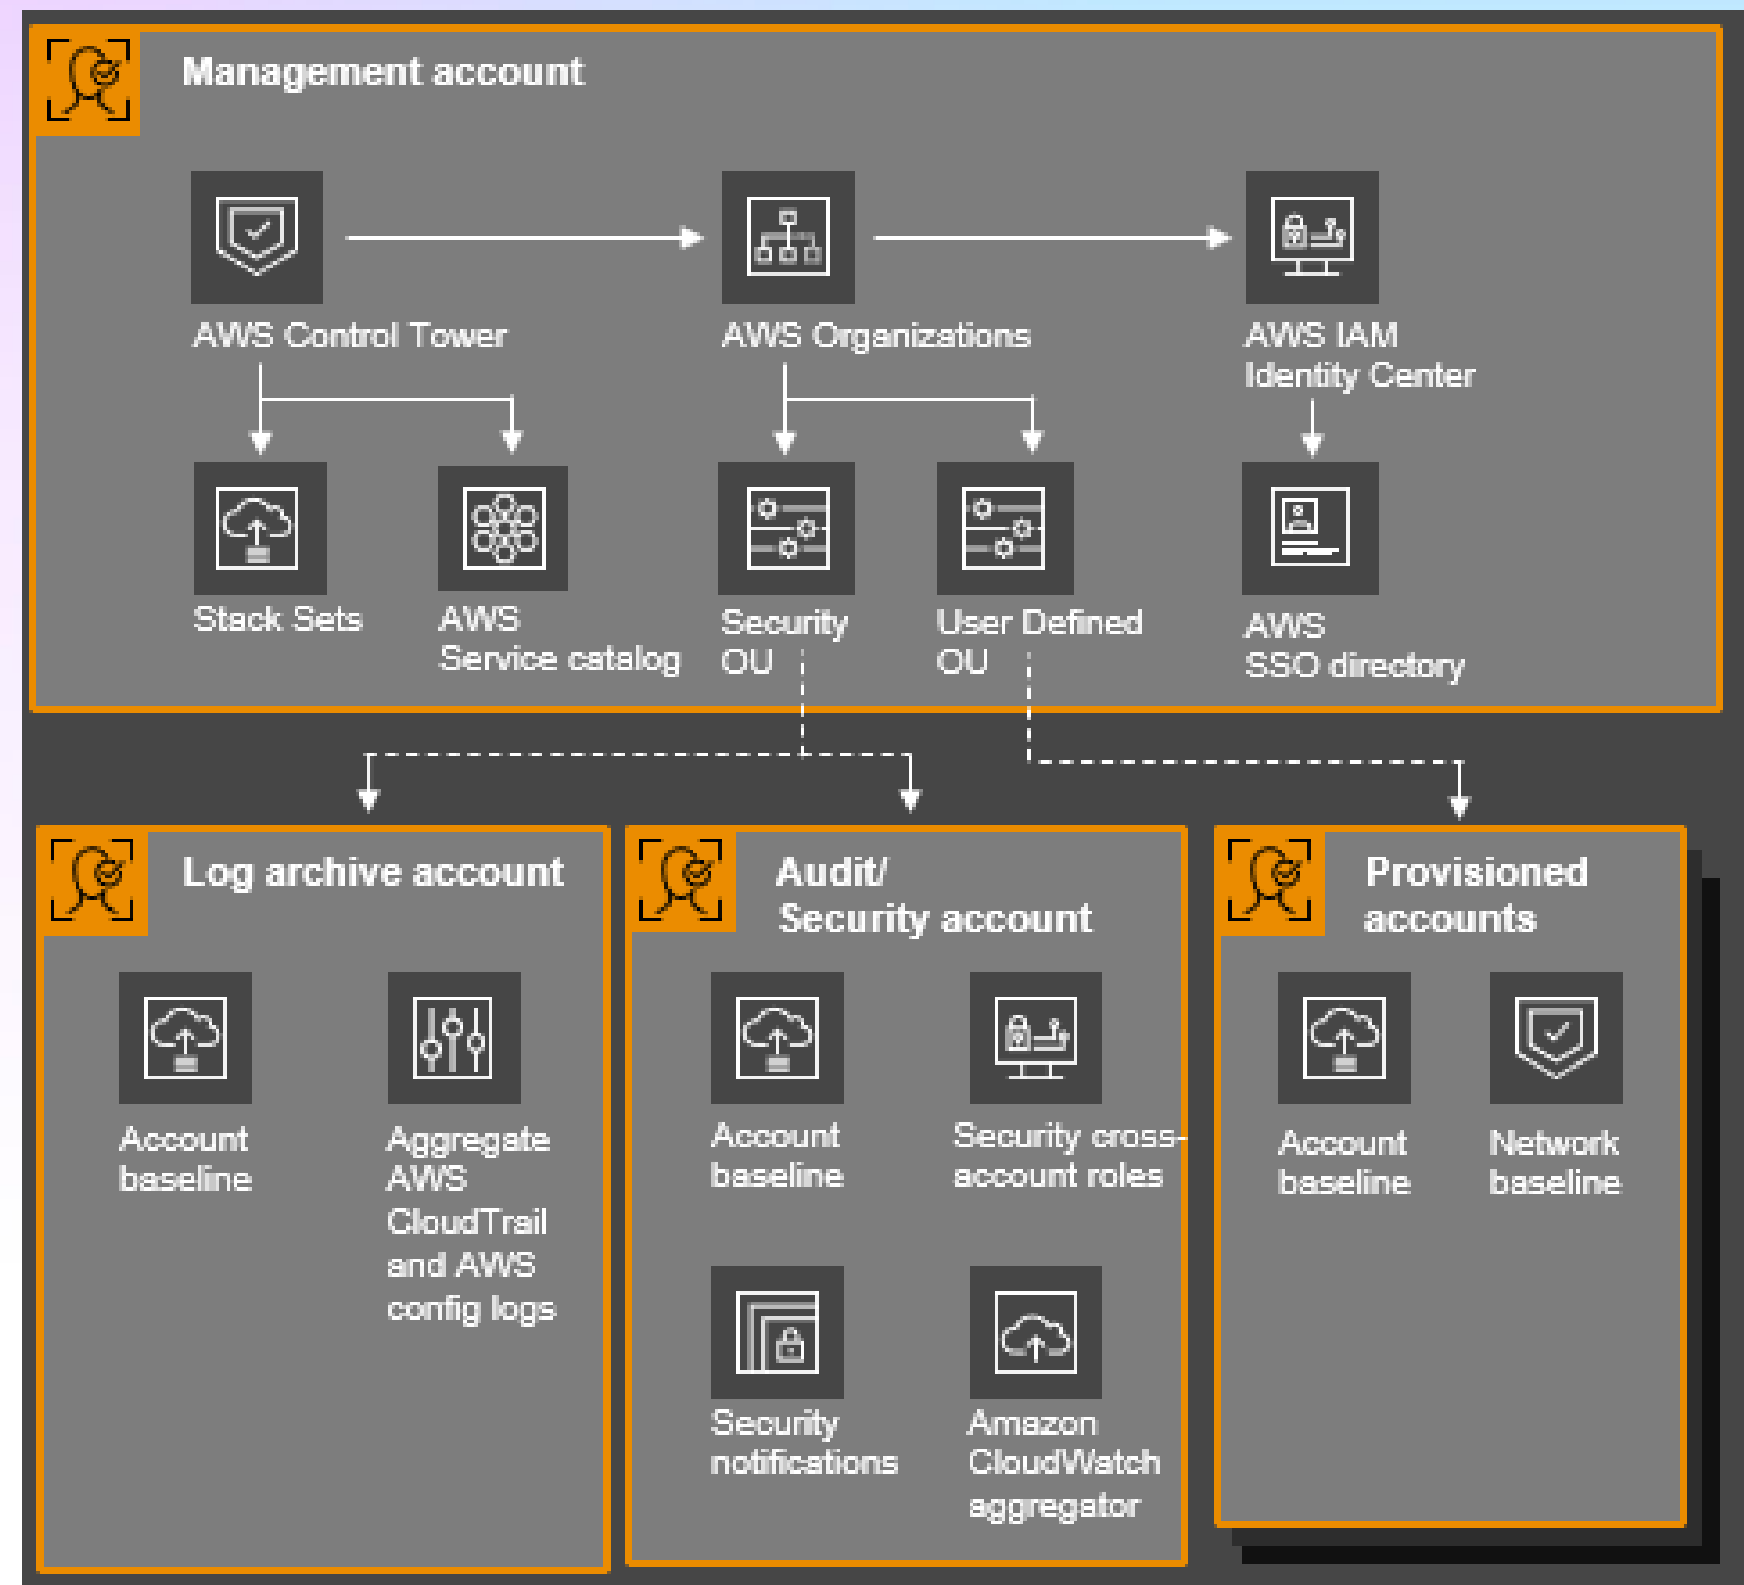 Management account
AWS Control Tower
AWS Organizations
AWS IAM
Identity Center
Stack Sets
AWS
Service catalog
Security
OU
User Defined
OU
AWS
SSO directory
Log archive account
Account
baseline
Aggregate
AWS
CloudTrail
and AWS
config logs
Audit/
Security account
Account
baseline
Security cross-
account roles
Security
notifications
Amazon
CloudWatch
aggregator
Provisioned
accounts
Account
baseline
Network
baseline